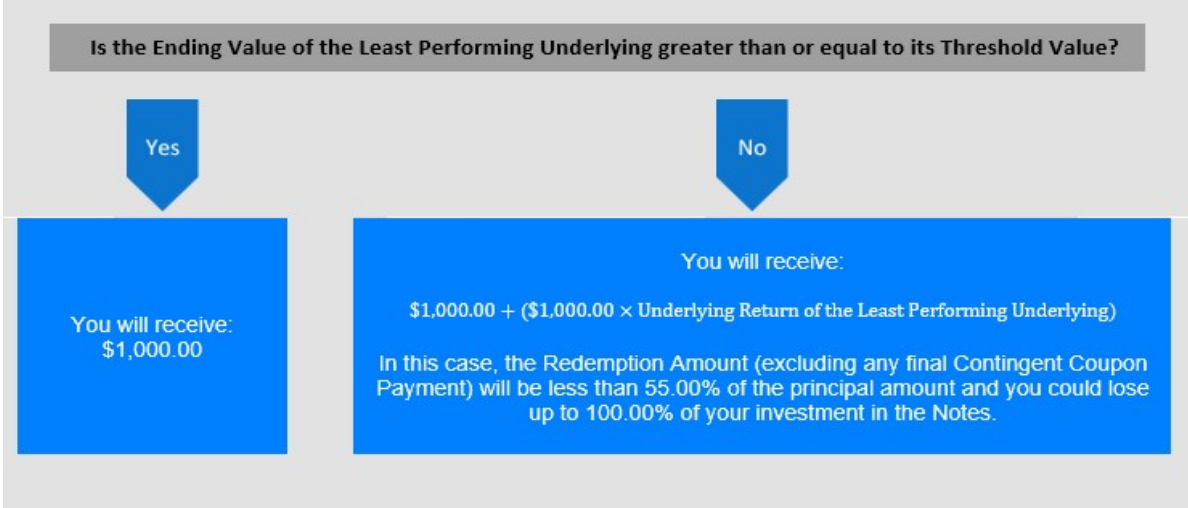 Is the Ending Value of the Least Performing Underlying greater than or equal to its Threshold Value?
Yes
No
You will receive:
$1,000.00
You will receive:
$1,000.00 + ($1,000.00 × Underlying Return of the Least Performing Underlying)
In this case, the Redemption Amount (excluding any final Contingent Coupon
Payment) will be less than 55.00% of the principal amount and you could lose
up to 100.00% of your investment in the Notes.